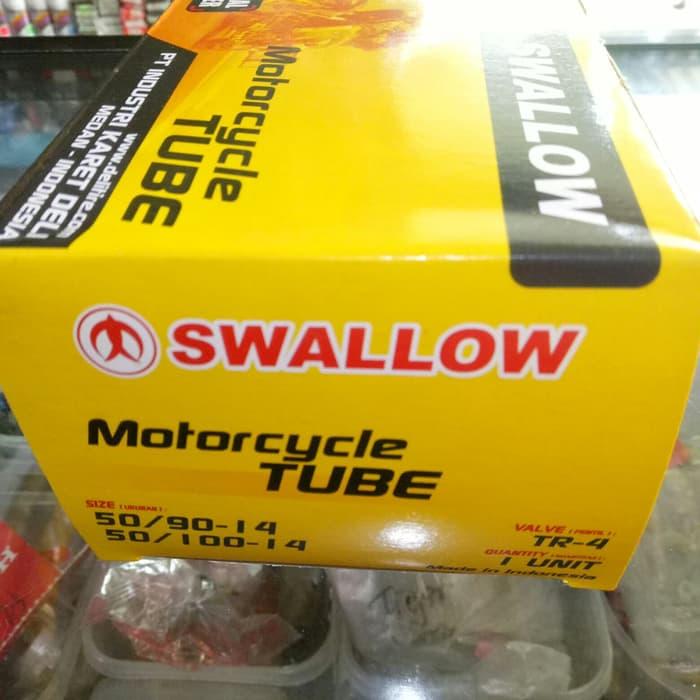 SWALLOW
Motorcycle
TUBE
www.delitire.com
PT INDUSTRI KARET DELI
MEDAN - INDONESIA
SWALLOW
Motorcycle
TUBE
SIZE (UKURAN):
50/90-14
50/100-14
VALVE (PENTIL):
TR-4
QUANTITY
1 UNIT
Made in Indonesia